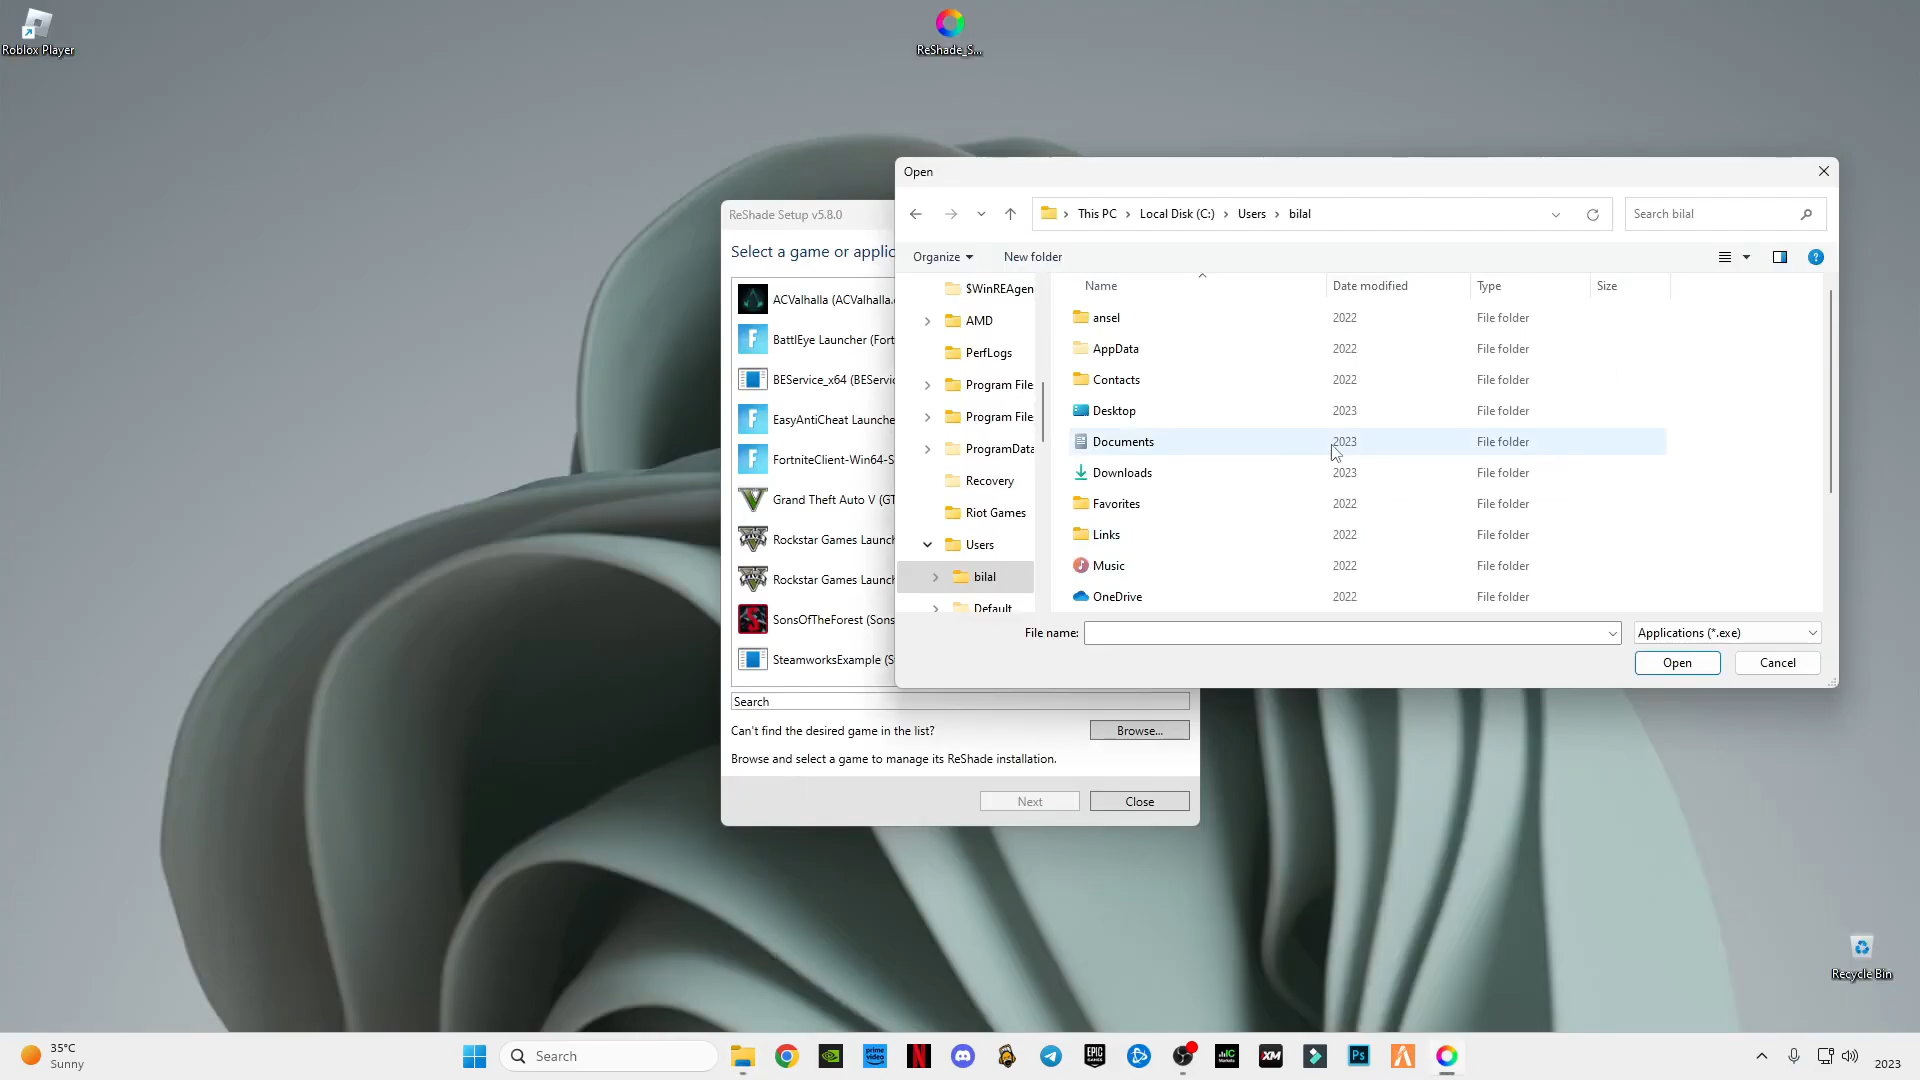 Roblox Player
ReShade_S...
Open
This PC
Local Disk (C:)
Users
bilal
Search bilal
Organize
New folder
$WinREAgen
AMD
PerfLogs
Program File
Program File
ProgramData
Recovery
Riot Games
Users
bilal
Default
Name
Date modified
Type
Size
ansel 2022 File folder
AppData 2022 File folder
Contacts 2022 File folder
Desktop 2023 File folder
Documents 2023 File folder
Downloads 2023 File folder
Favorites 2022 File folder
Links 2022 File folder
Music 2022 File folder
OneDrive 2022 File folder
File name:
Applications (*.exe)
Open
Cancel
ReShade Setup v5.8.0
Select a game or applic
ACValhalla (ACValhalla.
BattlEye Launcher (Fort
BEService_x64 (BEServic
EasyAntiCheat Launche
FortniteClient-Win64-S
Grand Theft Auto V (GT
Rockstar Games Launch
Rockstar Games Launch
SonsOfTheForest (Sons
SteamworksExample (S
Search
Can't find the desired game in the list?
Browse...
Browse and select a game to manage its ReShade installation.
Next
Close
Recycle Bin
35°C
Sunny
Search
prime video
EPIC GAMES
XM
Ps
2023